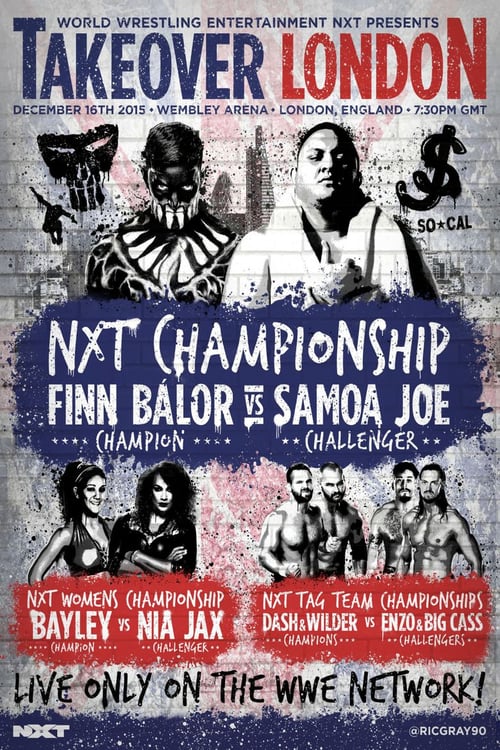 WORLD WRESTLING ENTERTAINMENT NXT PRESENTS
TAKEOVER LONDON
DECEMBER 16TH 2015 • WEMBLEY ARENA • LONDON, ENGLAND • 7:30PM GMT
SJ
SO★CAL
NXT CHAMPIONSHIP
FINN BÁLOR VS SAMOA JOE
CHAMPION CHALLENGER
NXT WOMENS CHAMPIONSHIP
BAYLEY VS NIA JAX
CHAMPION CHALLENGER
NXT TAG TEAM CHAMPIONSHIPS
DASH & WILDER VS ENZO & BIG CASS
CHAMPIONS CHALLENGERS
LIVE ONLY ON THE WWE NETWORK!
NXT
@RICGRAY90